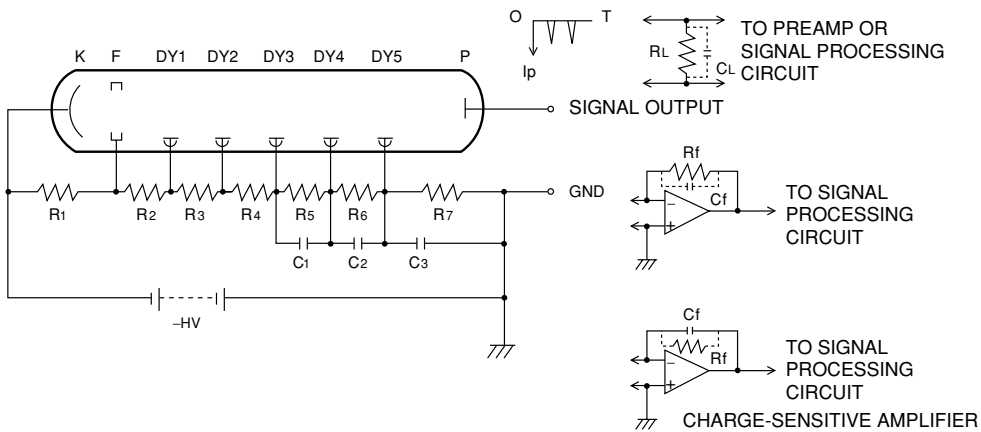 K F DY1 DY2 DY3 DY4 DY5 P
O T
Ip
RL
CL
TO PREAMP OR
SIGNAL PROCESSING
CIRCUIT
SIGNAL OUTPUT
R1 R2 R3 R4 R5 R6 R7
GND
C1 C2 C3
−HV
Rf
Cf
−
+
TO SIGNAL
PROCESSING
CIRCUIT
Cf
Rf
−
+
TO SIGNAL
PROCESSING
CIRCUIT
CHARGE-SENSITIVE AMPLIFIER